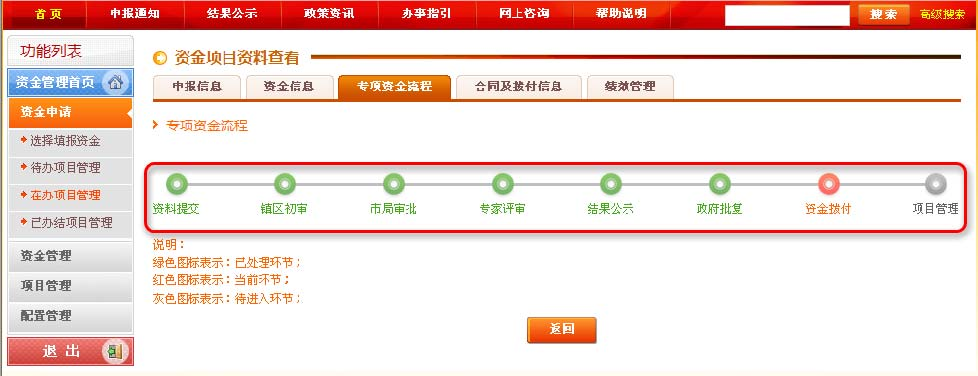 首 页 申报通知 结果公示 政策资讯 办事指引 网上咨询 帮助说明 搜索 高级搜索
功能列表
资金管理首页
资金申请
选择填报资金
待办项目管理
在办项目管理
已办结项目管理
资金管理
项目管理
配置管理
退 出
资金项目资料查看
申报信息 资金信息 专项资金流程 合同及拨付信息 绩效管理
专项资金流程
资料提交 镇区初审 市局审批 专家评审 结果公示 政府批复 资金拨付 项目管理
说明：
绿色图标表示：已处理环节；
红色图标表示：当前环节；
灰色图标表示：待进入环节；
返回